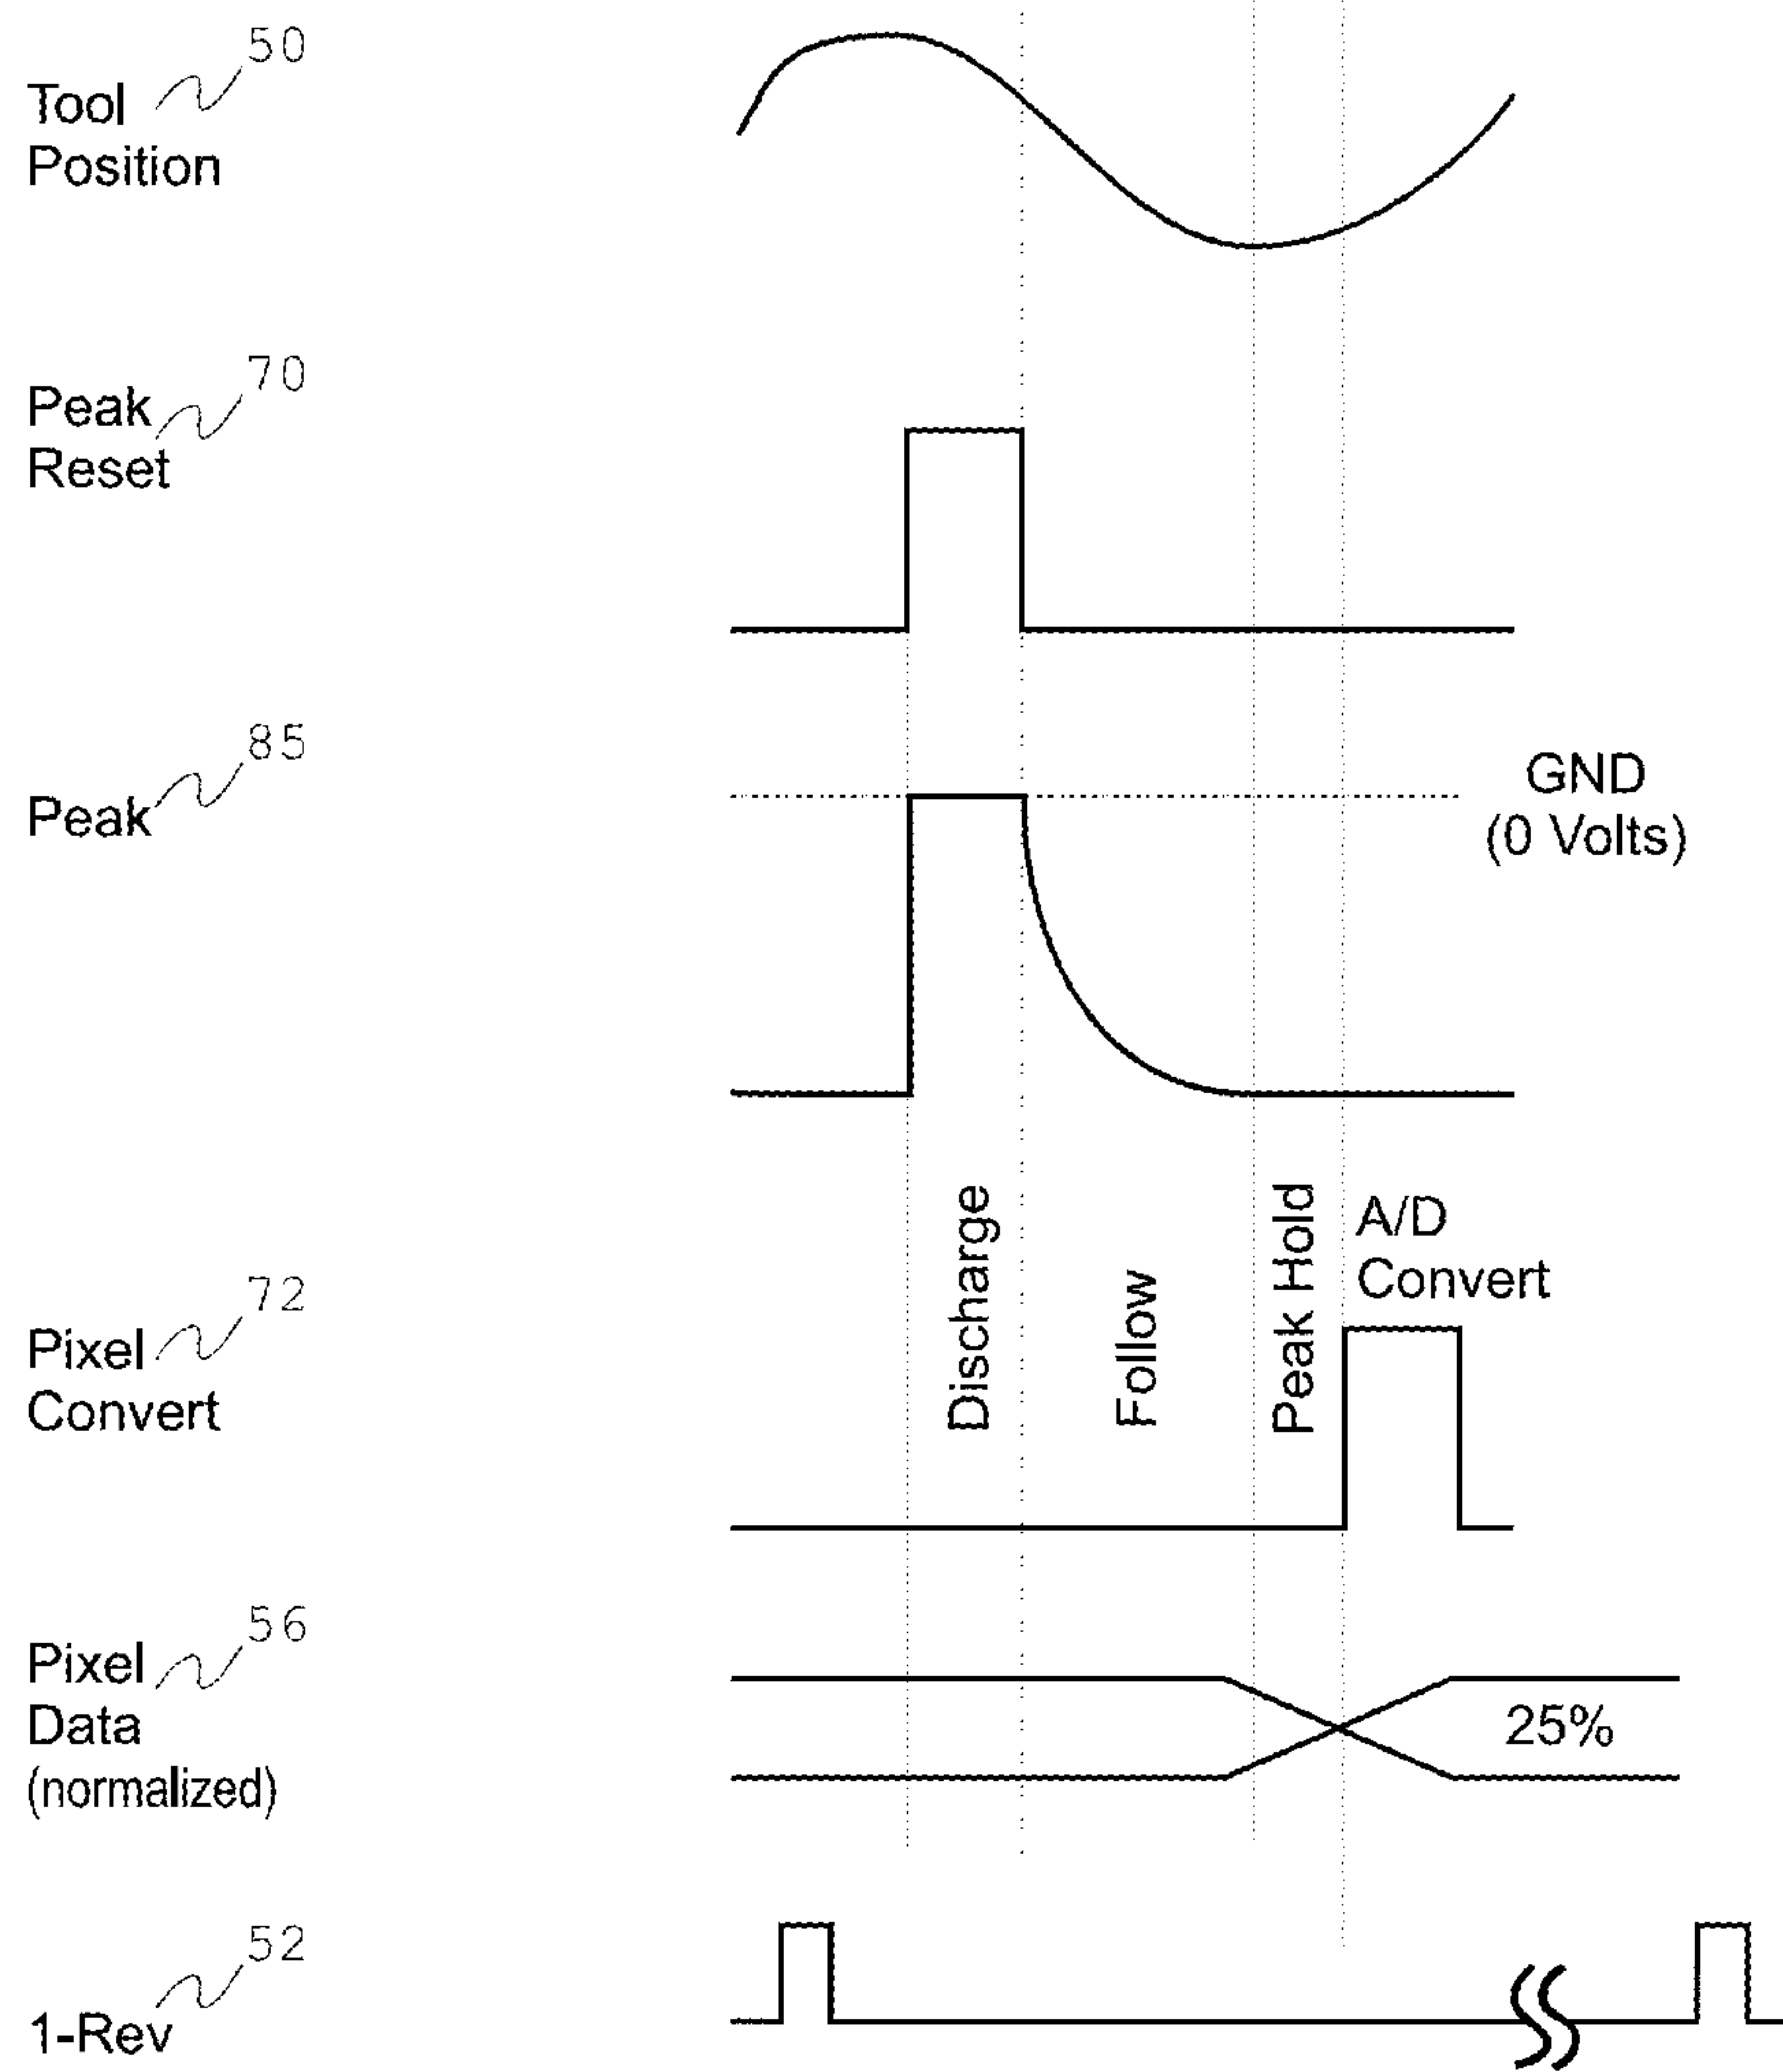 50
Tool
Position
70
Peak
Reset
85
Peak
GND
(0 Volts)
Discharge
Follow
Peak Hold
A/D
Convert
72
Pixel
Convert
56
Pixel
Data
(normalized)
25%
52
1-Rev